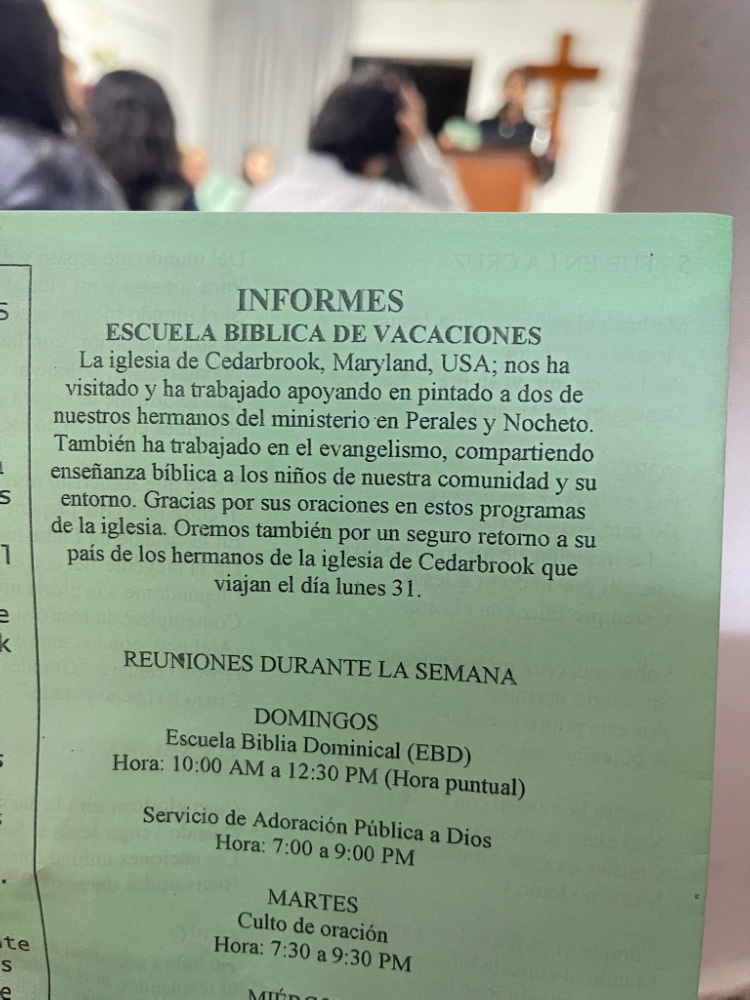 INFORMES
ESCUELA BIBLICA DE VACACIONES
La iglesia de Cedarbrook, Maryland, USA; nos ha
visitado y ha trabajado apoyando en pintado a dos de
nuestros hermanos del ministerio en Perales y Nocheto.
También ha trabajado en el evangelismo, compartiendo
enseñanza bíblica a los niños de nuestra comunidad y su
entorno. Gracias por sus oraciones en estos programas
de la iglesia. Oremos también por un seguro retorno a su
país de los hermanos de la iglesia de Cedarbrook que
viajan el día lunes 31.
REUNIONES DURANTE LA SEMANA
DOMINGOS
Escuela Biblia Dominical (EBD)
Hora: 10:00 AM a 12:30 PM (Hora puntual)
Servicio de Adoración Pública a Dios
Hora: 7:00 a 9:00 PM
MARTES
Culto de oración
Hora: 7:30 a 9:30 PM